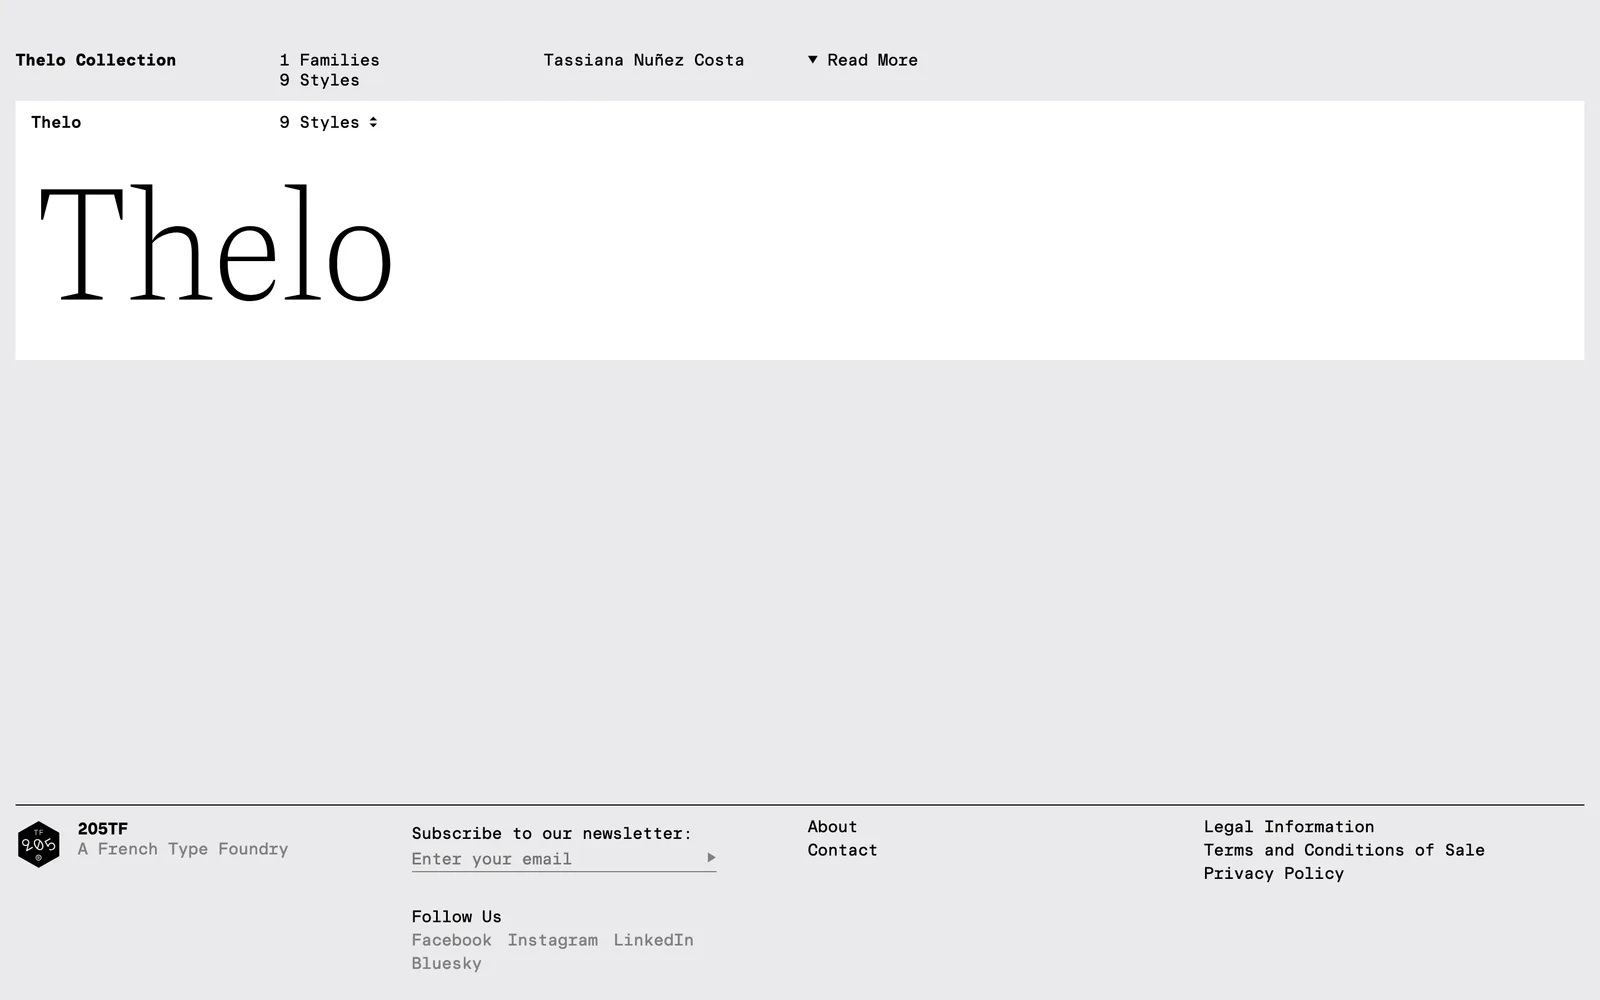 Thelo Collection
1 Families
9 Styles
Tassiana Nuñez Costa
▼ Read More
Thelo
9 Styles
Thelo
TF
205
205TF
A French Type Foundry
Subscribe to our newsletter:
Enter your email
Follow Us
Facebook Instagram LinkedIn
Bluesky
About
Contact
Legal Information
Terms and Conditions of Sale
Privacy Policy